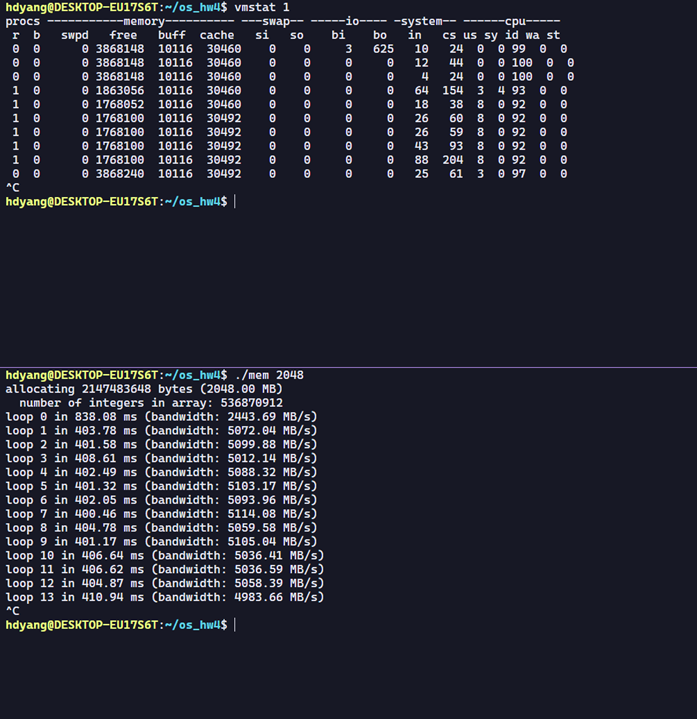 hdyang@DESKTOP-EU17S6T:~/os_hw4$ vmstat 1
procs -----------memory---------- ---swap-- -----io---- -system-- ------cpu-----
 r  b   swpd   free   buff  cache   si   so    bi    bo   in   cs us sy id wa st
 0  0      0 3868148  10116  30460    0    0     3   625   10   24  0  0 99  0  0
 0  0      0 3868148  10116  30460    0    0     0     0   12   44  0  0 100  0  0
 0  0      0 3868148  10116  30460    0    0     0     0    4   24  0  0 100  0  0
 1  0      0 1863056  10116  30460    0    0     0     0   64  154  3  4 93  0  0
 1  0      0 1768052  10116  30460    0    0     0     0   18   38  8  0 92  0  0
 1  0      0 1768100  10116  30492    0    0     0     0   26   60  8  0 92  0  0
 1  0      0 1768100  10116  30492    0    0     0     0   26   59  8  0 92  0  0
 1  0      0 1768100  10116  30492    0    0     0     0   43   93  8  0 92  0  0
 1  0      0 1768100  10116  30492    0    0     0     0   88  204  8  0 92  0  0
 0  0      0 3868240  10116  30492    0    0     0     0   25   61  3  0 97  0  0
^C
hdyang@DESKTOP-EU17S6T:~/os_hw4$
hdyang@DESKTOP-EU17S6T:~/os_hw4$ ./mem 2048
allocating 2147483648 bytes (2048.00 MB)
  number of integers in array: 536870912
loop 0 in 838.08 ms (bandwidth: 2443.69 MB/s)
loop 1 in 403.78 ms (bandwidth: 5072.04 MB/s)
loop 2 in 401.58 ms (bandwidth: 5099.88 MB/s)
loop 3 in 408.61 ms (bandwidth: 5012.14 MB/s)
loop 4 in 402.49 ms (bandwidth: 5088.32 MB/s)
loop 5 in 401.32 ms (bandwidth: 5103.17 MB/s)
loop 6 in 402.05 ms (bandwidth: 5093.96 MB/s)
loop 7 in 400.46 ms (bandwidth: 5114.08 MB/s)
loop 8 in 404.78 ms (bandwidth: 5059.58 MB/s)
loop 9 in 401.17 ms (bandwidth: 5105.04 MB/s)
loop 10 in 406.64 ms (bandwidth: 5036.41 MB/s)
loop 11 in 406.62 ms (bandwidth: 5036.59 MB/s)
loop 12 in 404.87 ms (bandwidth: 5058.39 MB/s)
loop 13 in 410.94 ms (bandwidth: 4983.66 MB/s)
^C
hdyang@DESKTOP-EU17S6T:~/os_hw4$